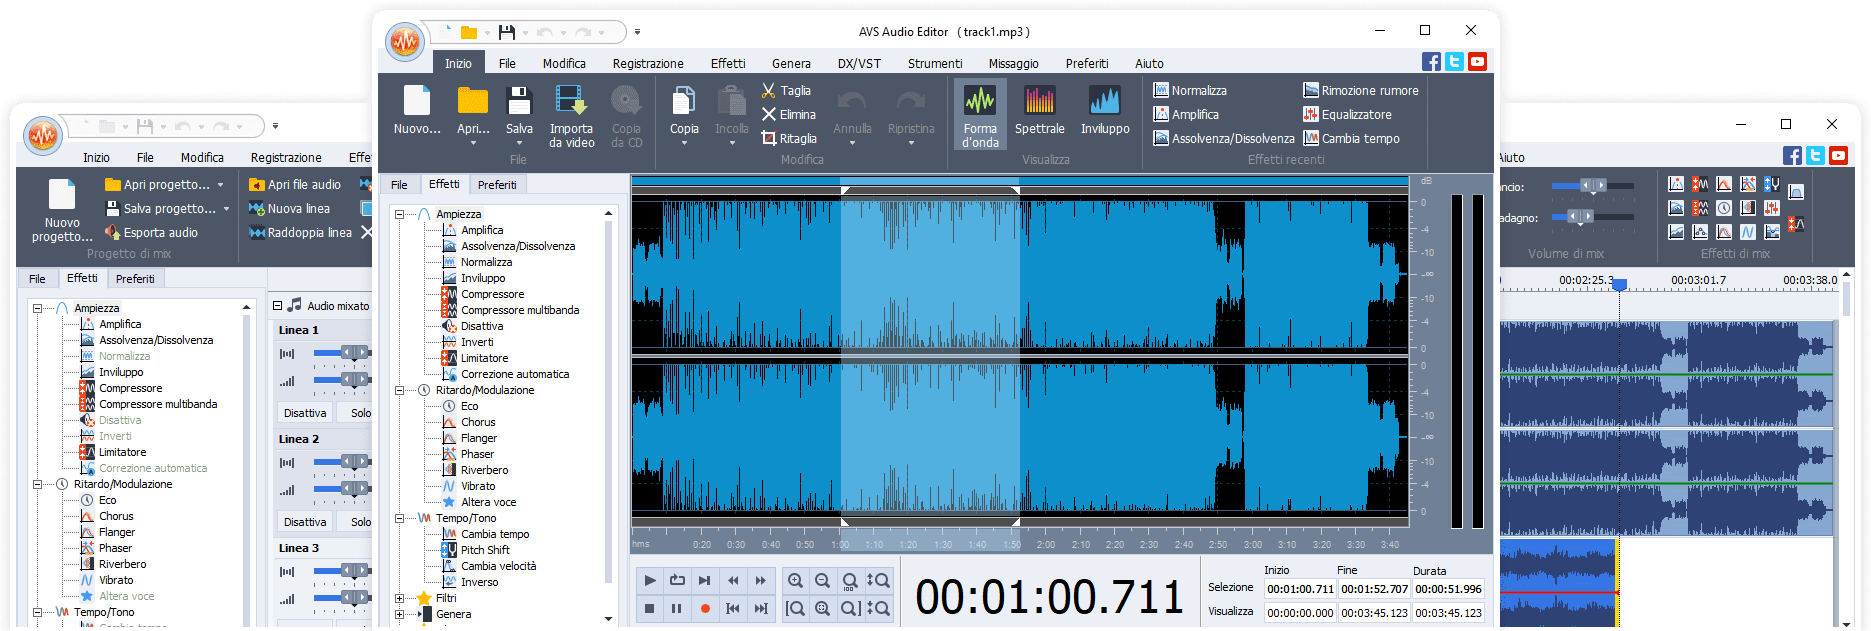 AVS Audio Editor ( track1.mp3 )
Inizio File Modifica Registrazione Effetti Genera DX/VST Strumenti Missaggio Preferiti Aiuto
Nuovo... Apri... Salva Importa da video Copia da CD
File
Copia Incolla Taglia Elimina Ritaglia Annulla Ripristina
Modifica
Forma d'onda Spettrale Inviluppo
Visualizza
Normalizza Rimozione rumore
Amplifica Equalizzatore
Assolvenza/Dissolvenza Cambia tempo
Effetti recenti
File Effetti Preferiti
Ampiezza
Amplifica
Assolvenza/Dissolvenza
Normalizza
Inviluppo
Compressore
Compressore multibanda
Disattiva
Inverti
Limitatore
Correzione automatica
Ritardo/Modulazione
Eco
Chorus
Flanger
Phaser
Riverbero
Vibrato
Altera voce
Tempo/Tono
Cambia tempo
Pitch Shift
Cambia velocità
Inverso
Filtri
Genera
dB
0
-4
-10
-∞
-10
-4
0
0
-4
-10
-∞
-10
-4
0
hms 0:20 0:30 0:40 0:50 1:00 1:10 1:20 1:30 1:40 1:50 2:00 2:10 2:20 2:30 2:40 2:50 3:00 3:10 3:20 3:30 3:40
100
00:01:00.711
Inizio Fine Durata
Selezione 00:01:00.711 00:01:52.707 00:00:51.996
Visualizza 00:00:00.000 00:03:45.123 00:03:45.123
Inizio File Modifica Registrazione Effe
Nuovo progetto...
Apri progetto...
Salva progetto...
Esporta audio
Progetto di mix
Apri file audio
Nuova linea
Raddoppia linea
File Effetti Preferiti
Ampiezza
Amplifica
Assolvenza/Dissolvenza
Normalizza
Inviluppo
Compressore
Compressore multibanda
Disattiva
Inverti
Limitatore
Correzione automatica
Ritardo/Modulazione
Eco
Chorus
Flanger
Phaser
Riverbero
Vibrato
Altera voce
Tempo/Tono
Audio mixato
Linea 1
Disattiva Solo
Linea 2
Disattiva Solo
Linea 3
Aiuto
ancio:
adagno:
Volume di mix
Effetti di mix
00:02:25.3 00:03:01.7 00:03:38.0